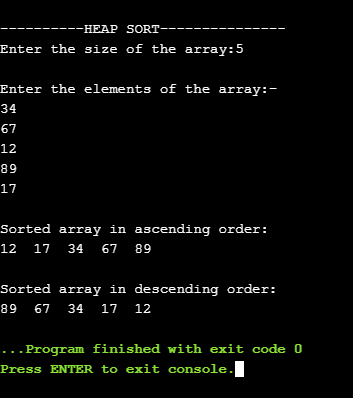 ----------HEAP SORT---------------
Enter the size of the array:5
Enter the elements of the array:-
34
67
12
89
17
Sorted array in ascending order:
12  17  34  67  89
Sorted array in descending order:
89  67  34  17  12
...Program finished with exit code 0
Press ENTER to exit console.